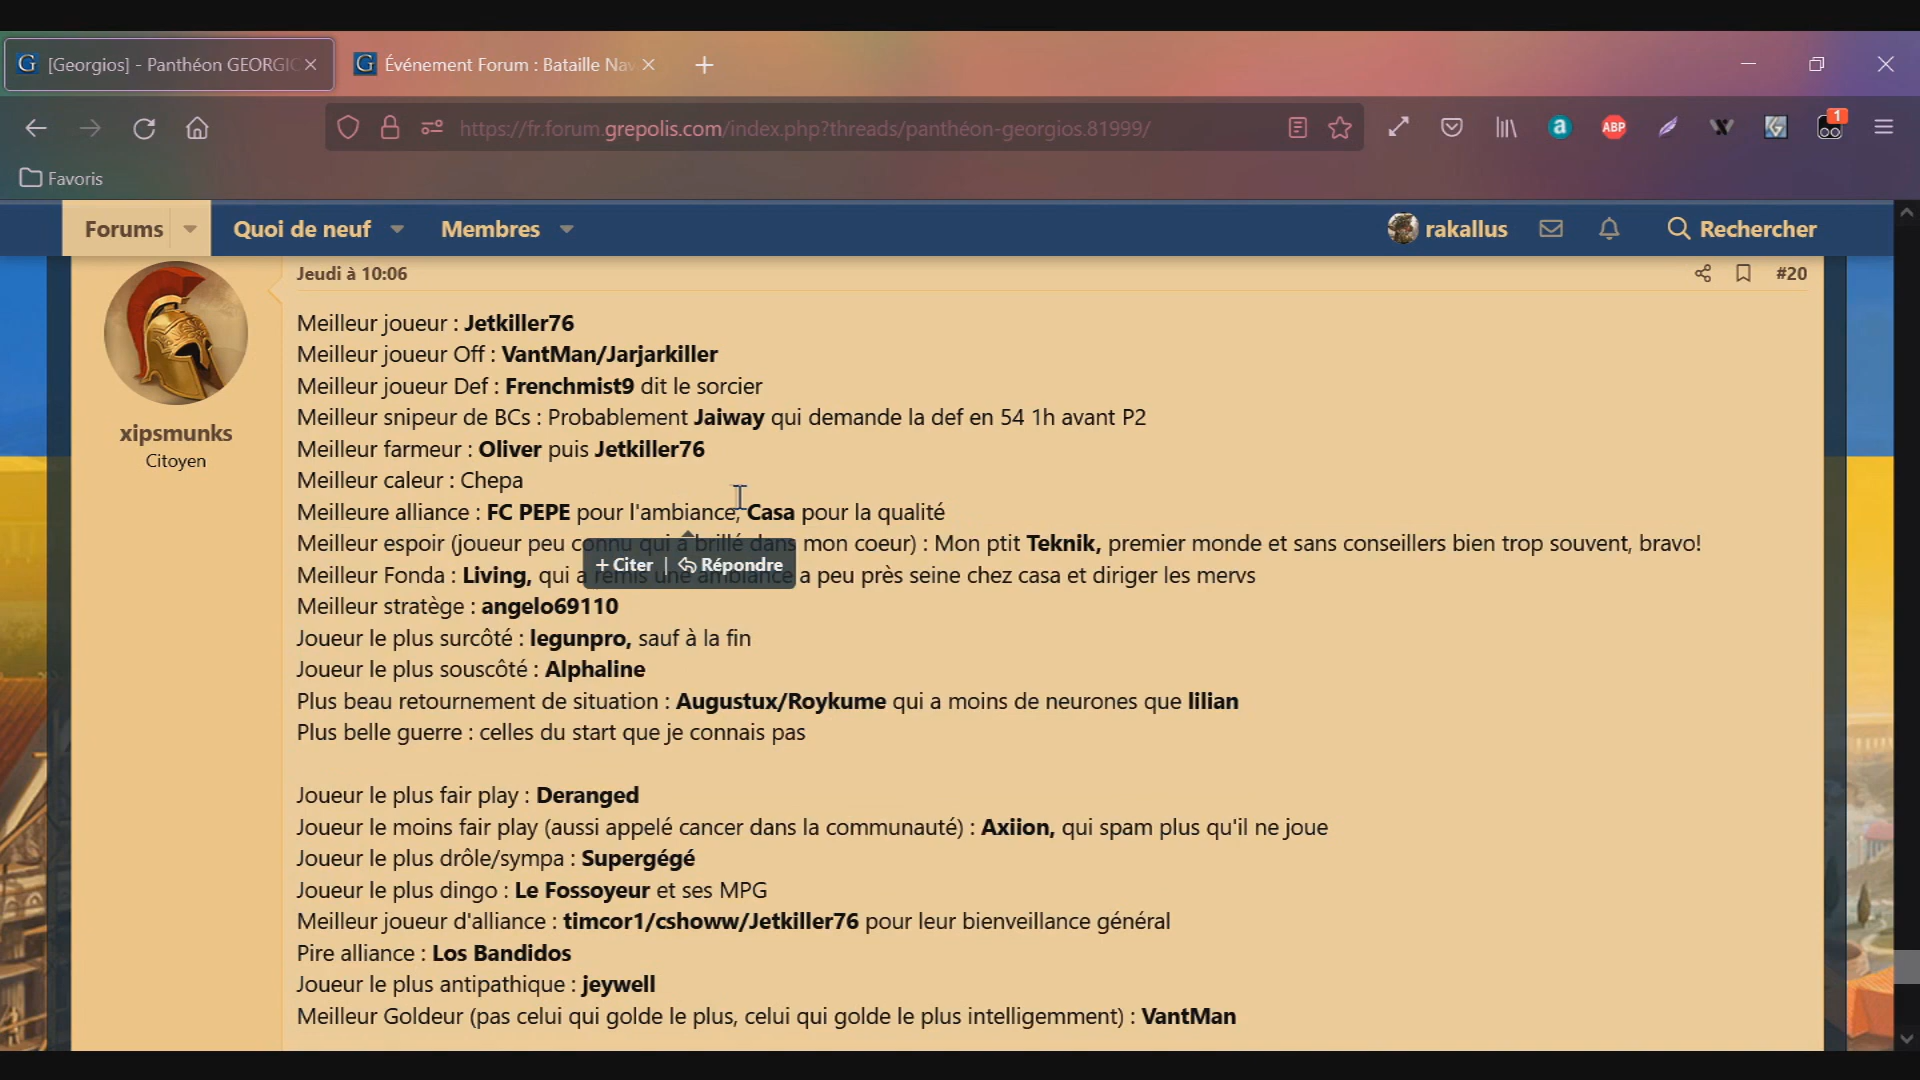 [Georgios] - Panthéon GEORGIO
Événement Forum : Bataille Nav
https://fr.forum.grepolis.com/index.php?threads/panthéon-georgios.81999/
ABP
1
Favoris
Forums
Quoi de neuf
Membres
rakallus
Rechercher
Jeudi à 10:06
#20
xipsmunks
Citoyen
Meilleur joueur : Jetkiller76
Meilleur joueur Off : VantMan/Jarjarkiller
Meilleur joueur Def : Frenchmist9 dit le sorcier
Meilleur snipeur de BCs : Probablement Jaiway qui demande la def en 54 1h avant P2
Meilleur farmeur : Oliver puis Jetkiller76
Meilleur caleur : Chepa
Meilleure alliance : FC PEPE pour l'ambiance, Casa pour la qualité
Meilleur espoir (joueur peu connu qui a brillé dans mon coeur) : Mon ptit Teknik, premier monde et sans conseillers bien trop souvent, bravo!
+ Citer | Répondre
Meilleur Fonda : Living, qui a remis une ambiance a peu près seine chez casa et diriger les mervs
Meilleur stratège : angelo69110
Joueur le plus surcôté : legunpro, sauf à la fin
Joueur le plus souscôté : Alphaline
Plus beau retournement de situation : Augustux/Roykume qui a moins de neurones que lilian
Plus belle guerre : celles du start que je connais pas
Joueur le plus fair play : Deranged
Joueur le moins fair play (aussi appelé cancer dans la communauté) : Axiion, qui spam plus qu'il ne joue
Joueur le plus drôle/sympa : Supergégé
Joueur le plus dingo : Le Fossoyeur et ses MPG
Meilleur joueur d'alliance : timcor1/cshoww/Jetkiller76 pour leur bienveillance général
Pire alliance : Los Bandidos
Joueur le plus antipathique : jeywell
Meilleur Goldeur (pas celui qui golde le plus, celui qui golde le plus intelligemment) : VantMan